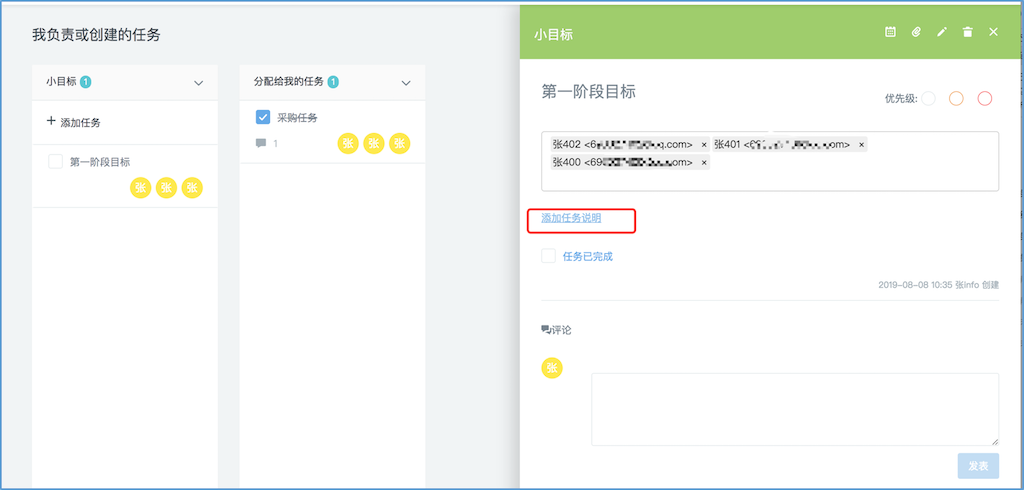 我负责或创建的任务
小目标 1
添加任务
第一阶段目标
张 张 张
分配给我的任务 1
采购任务
1
张 张 张
小目标
第一阶段目标
优先级:
张402 <6 q.com> × 张401 < om> ×
张400 <69 om> ×
添加任务说明
任务已完成
2019-08-08 10:35 张info 创建
评论
张
发表